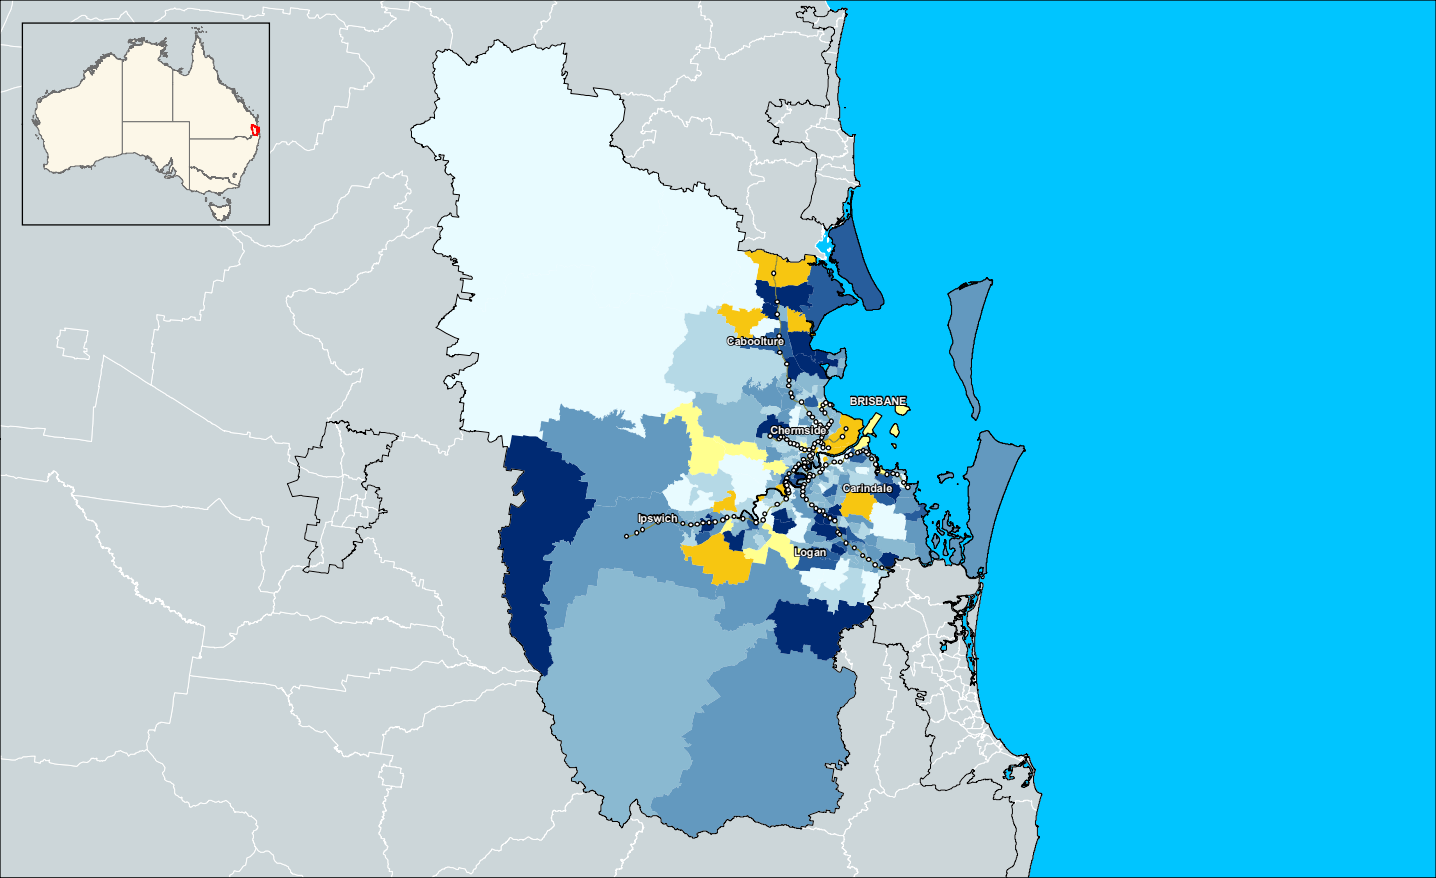 Caboolture
BRISBANE
Chermside
Carindale
Ipswich
Logan